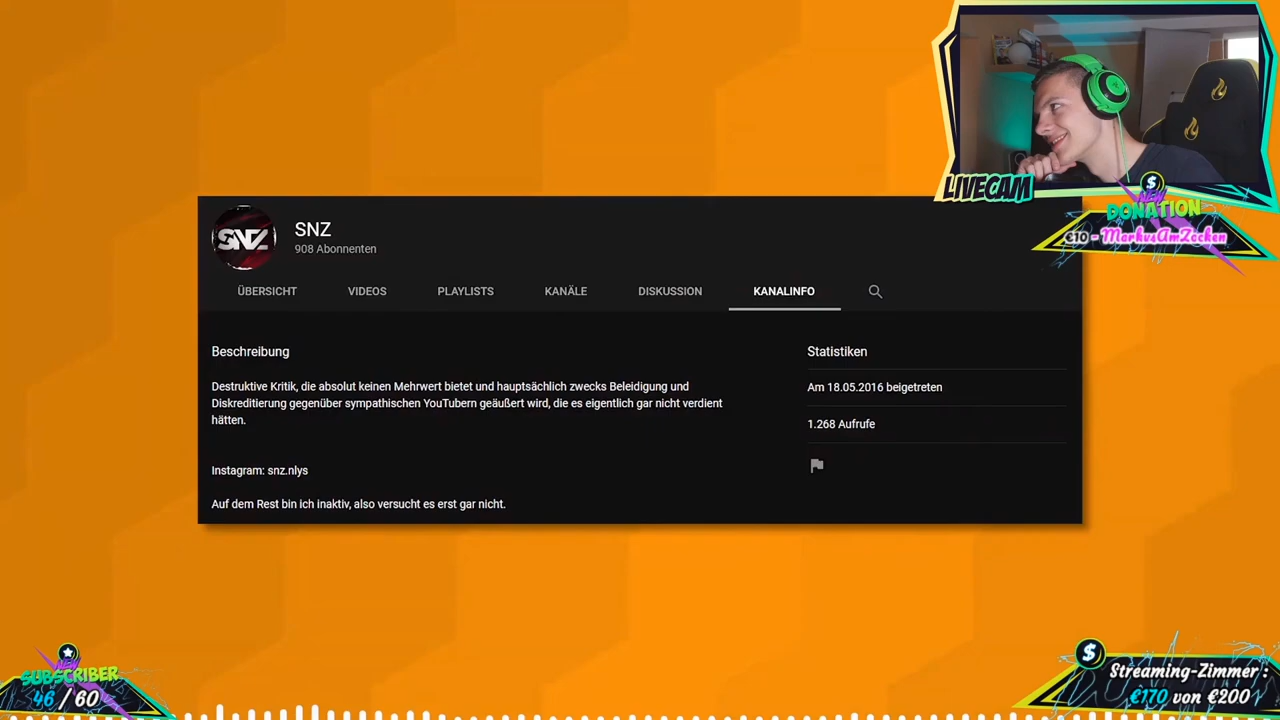 LIVECAM
NEW
DONATION
€10 - Markus4mZocken
SNZ
SNZ
908 Abonnenten
ÜBERSICHT VIDEOS PLAYLISTS KANÄLE DISKUSSION KANALINFO
Beschreibung
Destruktive Kritik, die absolut keinen Mehrwert bietet und hauptsächlich zwecks Beleidigung und
Diskreditierung gegenüber sympathischen YouTubern geäußert wird, die es eigentlich gar nicht verdient
hätten.
Instagram: snz.nlys
Auf dem Rest bin ich inaktiv, also versucht es erst gar nicht.
Statistiken
Am 18.05.2016 beigetreten
1.268 Aufrufe
NEW
SUBSCRIBER
46 / 60
$
Streaming-Zimmer :
€170 von €200